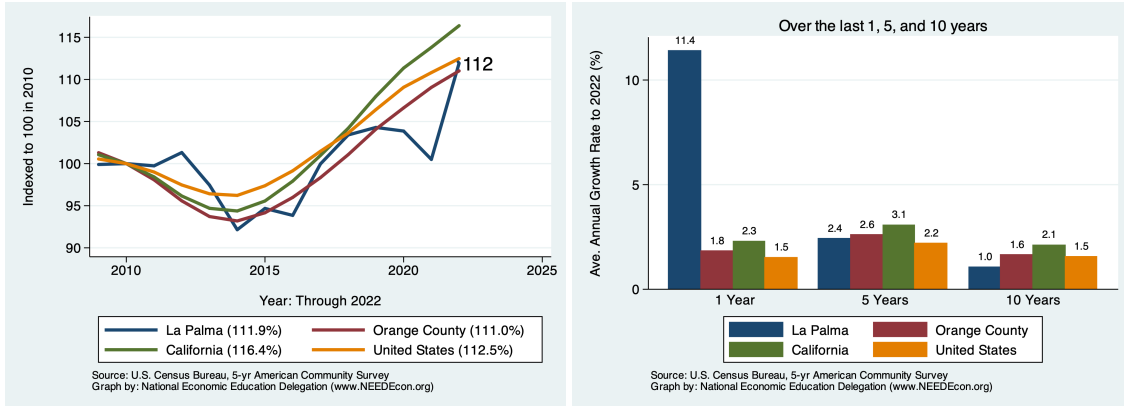 Indexed to 100 in 2010
115
110
105
100
95
90
112
2010
2015
2020
2025
Year: Through 2022
La Palma (111.9%)
Orange County (111.0%)
California (116.4%)
United States (112.5%)
Source: U.S. Census Bureau, 5-yr American Community Survey
Graph by: National Economic Education Delegation (www.NEEDEcon.org)
Over the last 1, 5, and 10 years
Ave. Annual Growth Rate to 2022 (%)
10
5
0
11.4
1.8
2.3
1.5
2.4
2.6
3.1
2.2
1.0
1.6
2.1
1.5
1 Year
5 Years
10 Years
La Palma
Orange County
California
United States
Source: U.S. Census Bureau, 5-yr American Community Survey
Graph by: National Economic Education Delegation (www.NEEDEcon.org)